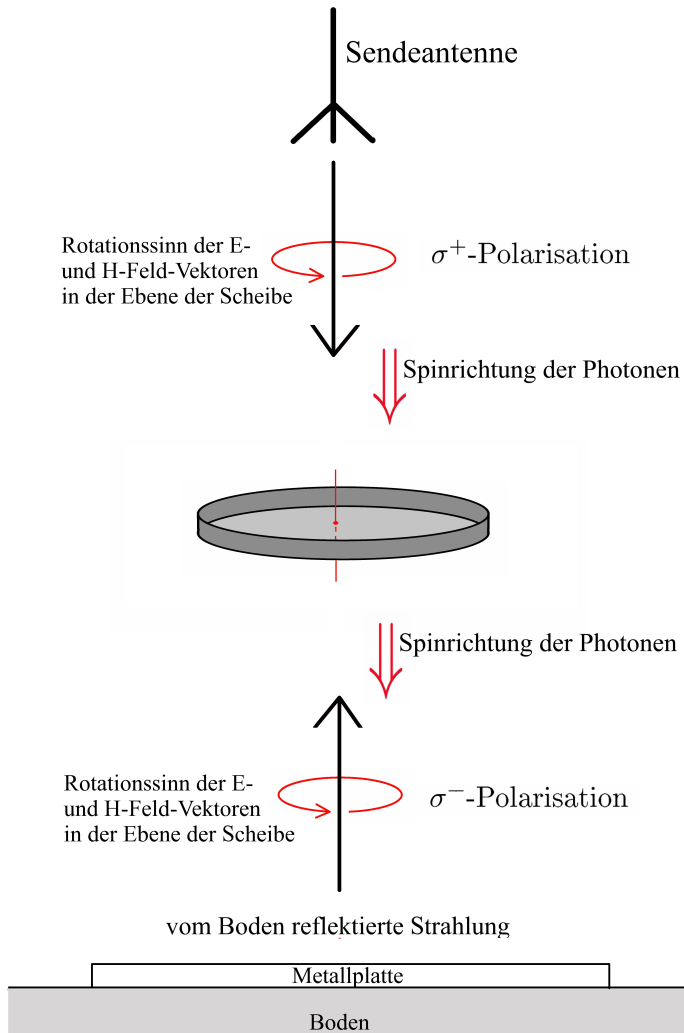 Sendeantenne
Rotationssinn der E-
und H-Feld-Vektoren
in der Ebene der Scheibe
σ⁺-Polarisation
Spinrichtung der Photonen
Spinrichtung der Photonen
Rotationssinn der E-
und H-Feld-Vektoren
in der Ebene der Scheibe
σ⁻-Polarisation
vom Boden reflektierte Strahlung
Metallplatte
Boden